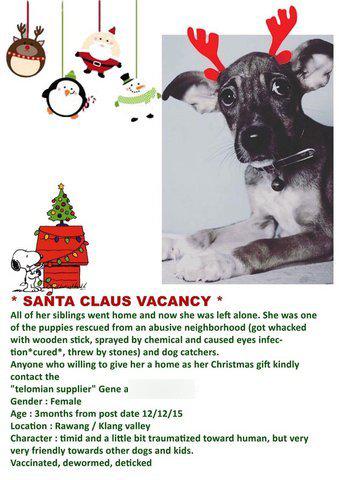 * SANTA CLAUS VACANCY *
All of her siblings went home and now she was left alone. She was one
of the puppies rescued from an abusive neighborhood (got whacked
with wooden stick, sprayed by chemical and caused eyes infec-
tion*cured*, threw by stones) and dog catchers.
Anyone who willing to give her a home as her Christmas gift kindly
contact the
"telomian supplier" Gene a
Gender : Female
Age : 3months from post date 12/12/15
Location : Rawang / Klang valley
Character : timid and a little bit traumatized toward human, but very
very friendly towards other dogs and kids.
Vaccinated, dewormed, deticked